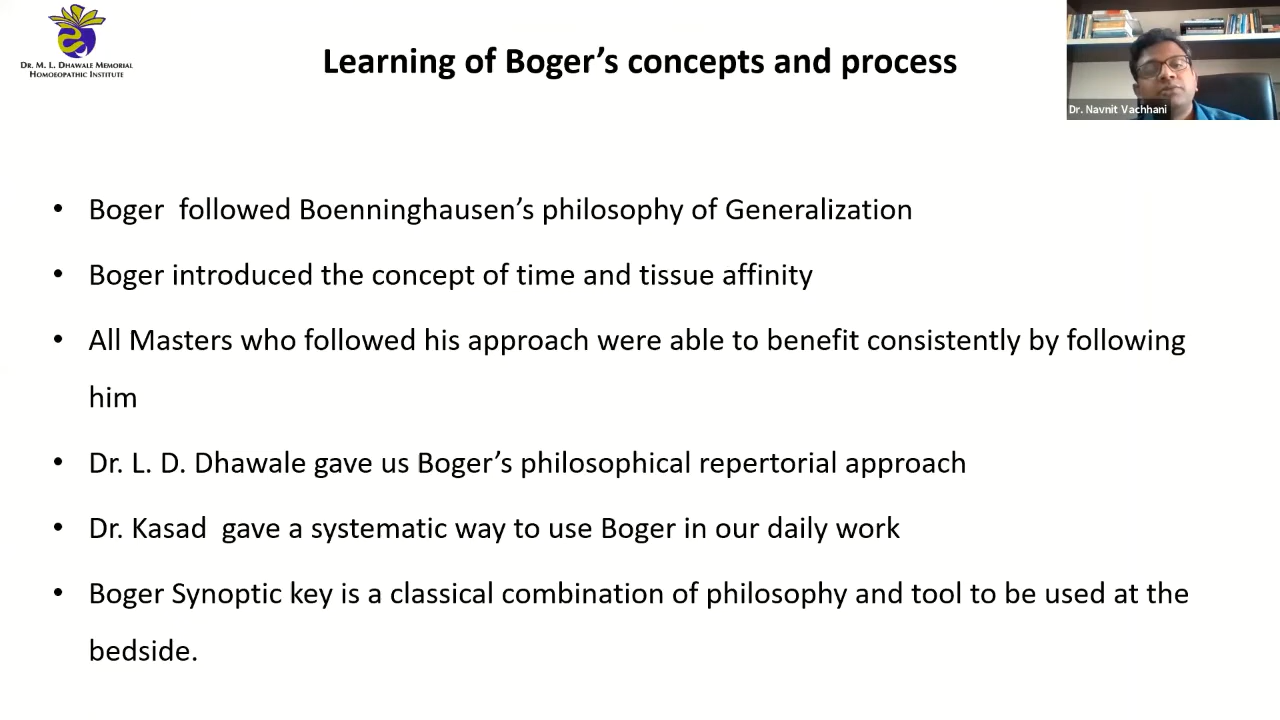 Dr. M. L. Dhawale Memorial
Homoeopathic Institute
Learning of Boger’s concepts and process
Dr. Navnit Vachhani
• Boger followed Boenninghausen’s philosophy of Generalization
• Boger introduced the concept of time and tissue affinity
• All Masters who followed his approach were able to benefit consistently by following
him
• Dr. L. D. Dhawale gave us Boger’s philosophical repertorial approach
• Dr. Kasad gave a systematic way to use Boger in our daily work
• Boger Synoptic key is a classical combination of philosophy and tool to be used at the
bedside.